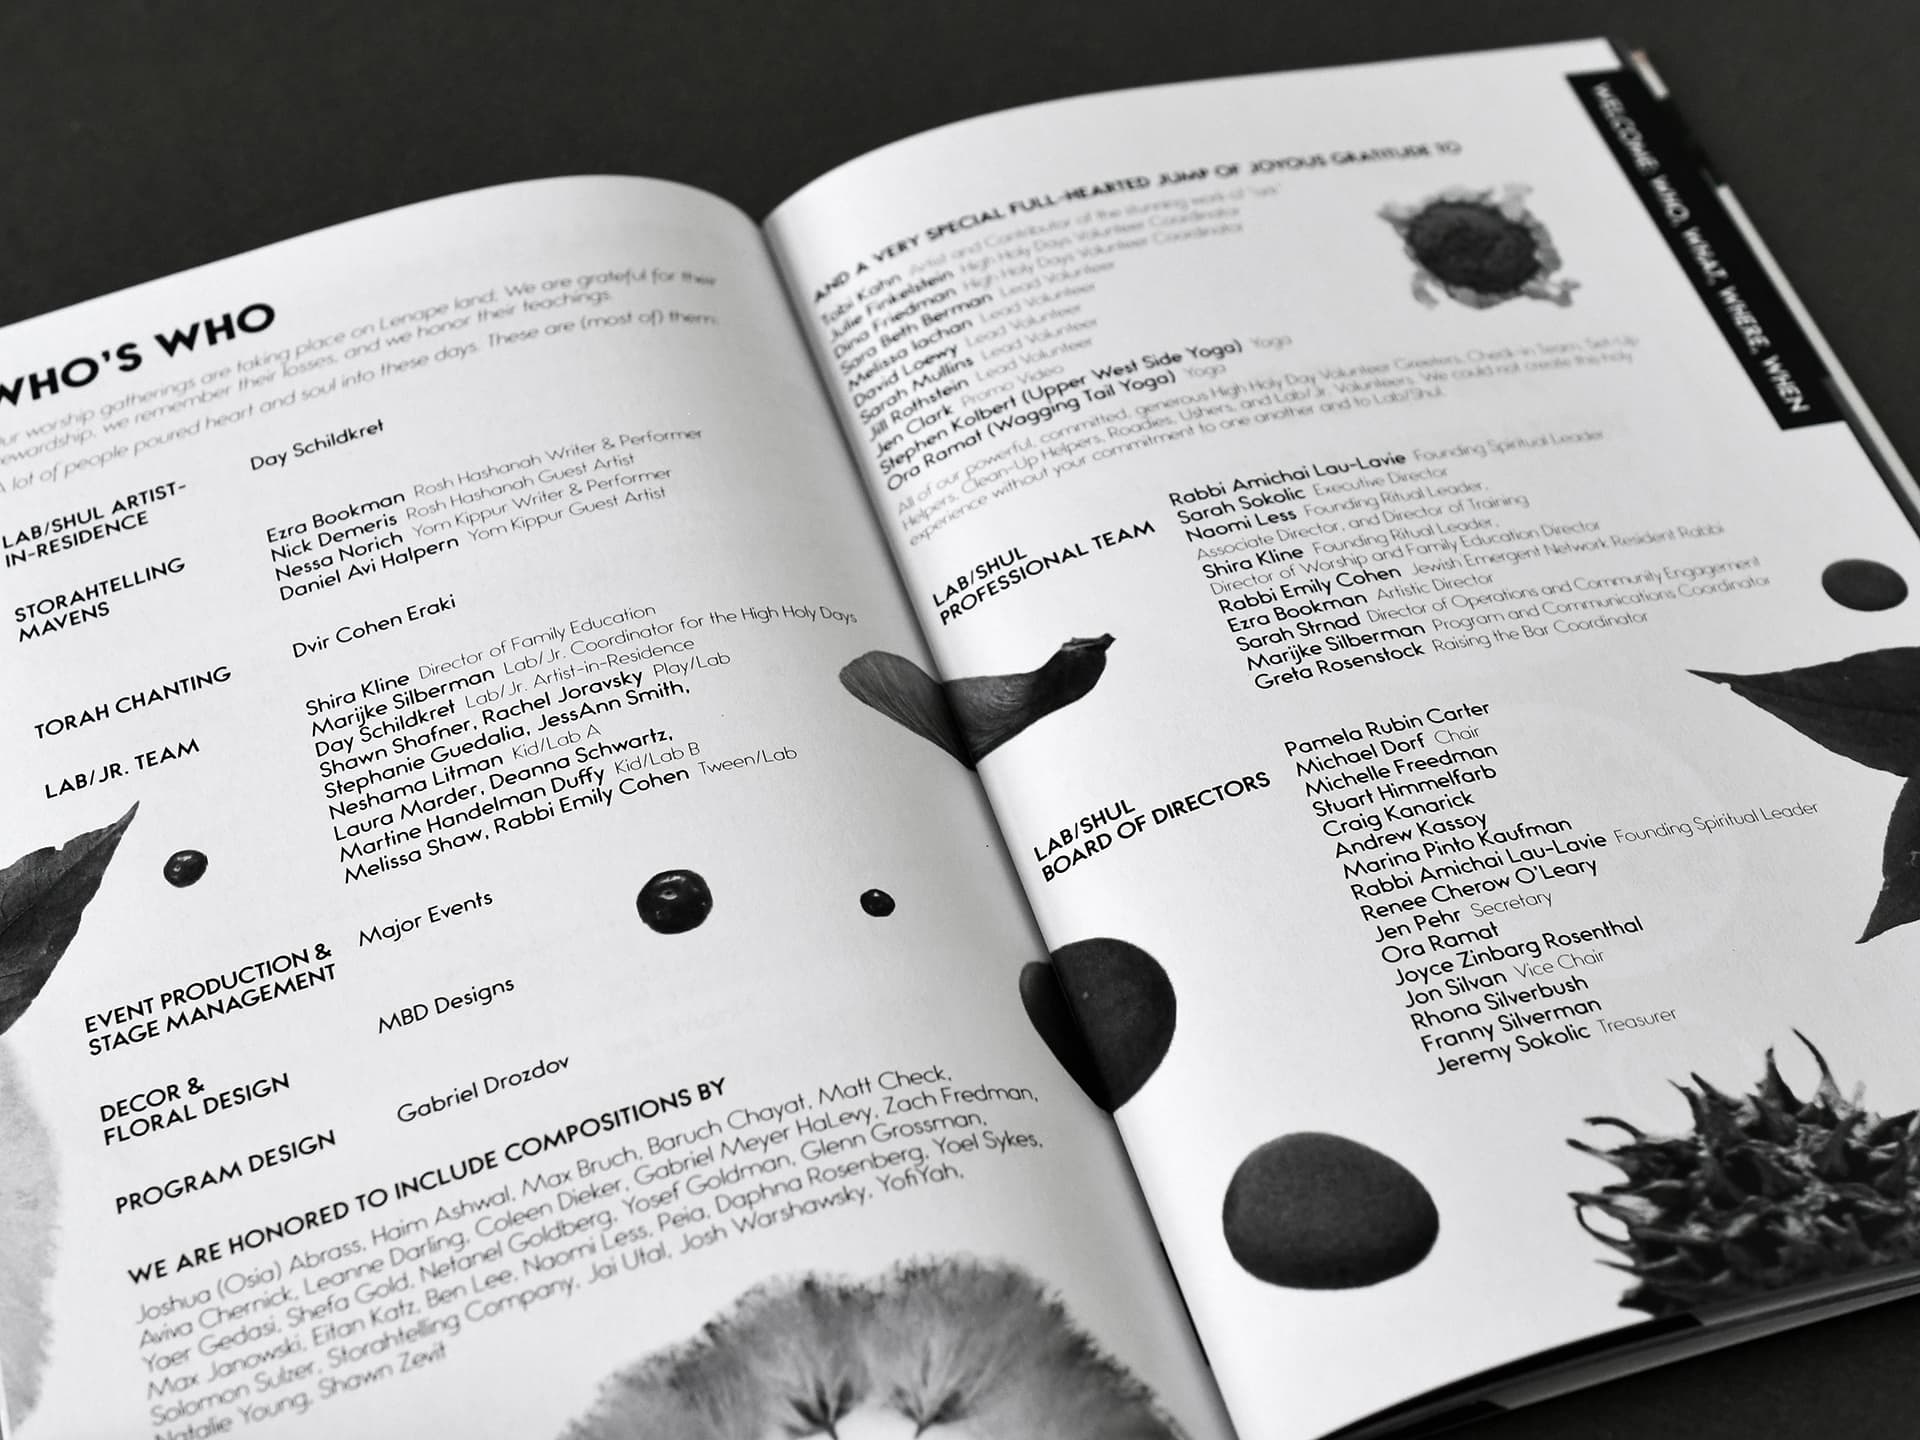 WHO'S WHO
ur worship gatherings are taking place on Lenape land. We are grateful for their
ewardship, we remember their losses, and we honor their teachings.
A lot of people poured heart and soul into these days. These are (most of) them:
LAB/SHUL ARTIST-
IN-RESIDENCE
Day Schildkret
STORAHTELLING
MAVENS
Ezra Bookman Rosh Hashanah Writer & Performer
Nick Demeris Rosh Hashanah Guest Artist
Nessa Norich Yom Kippur Writer & Performer
Daniel Avi Halpern Yom Kippur Guest Artist
TORAH CHANTING
Dvir Cohen Eraki
LAB/JR. TEAM
Shira Kline Director of Family Education
Marijke Silberman Lab/Jr. Coordinator for the High Holy Days
Day Schildkret Lab/Jr. Artist-in-Residence
Shawn Shafner, Rachel Joravsky Play/Lab
Stephanie Guedalia, JessAnn Smith,
Neshama Litman Kid/Lab A
Laura Marder, Deanna Schwartz,
Martine Handelman Duffy Kid/Lab B
Melissa Shaw, Rabbi Emily Cohen Tween/Lab
EVENT PRODUCTION &
STAGE MANAGEMENT
Major Events
DECOR &
FLORAL DESIGN
MBD Designs
PROGRAM DESIGN
Gabriel Drozdov
WE ARE HONORED TO INCLUDE COMPOSITIONS BY
Joshua (Osia) Abrass, Haim Ashwal, Max Bruch, Baruch Chayat, Matt Check,
Aviva Chernick, Leanne Darling, Coleen Dieker, Gabriel Meyer HaLevy, Zach Fredman,
Yoer Gedasi, Shefa Gold, Netanel Goldberg, Yosef Goldman, Glenn Grossman,
Max Janowski, Eitan Katz, Ben Lee, Naomi Less, Peia, Daphna Rosenberg, Yoel Sykes,
Solomon Sulzer, Storahtelling Company, Jai Uttal, Josh Warshawsky, YofiYah,
Natalie Young, Shawn Zevit
AND A VERY SPECIAL FULL-HEARTED JUMP OF JOYOUS GRATITUDE TO
Tobi Kahn Artist and Contributor of the stunning work of
Julie Finkelstein High Holy Days Volunteer Coordinator
Dina Friedman High Holy Days Volunteer Coordinator
Sara Beth Berman Lead Volunteer
Melissa Iachan Lead Volunteer
David Loewy Lead Volunteer
Sarah Mullins Lead Volunteer
Jill Rothstein Lead Volunteer
Jen Clark Promo Video
Stephen Kolbert (Upper West Side Yoga) Yoga
Ora Ramat (Wagging Tail Yoga) Yoga
All of our powerful, committed, generous High Holy Day Volunteer Greeters, Check-in Team, Set-Up
Helpers, Clean-Up Helpers, Roadies, Ushers, and Lab/Jr. Volunteers. We could not create this holy
experience without your commitment to one another and to Lab/Shul.
LAB/SHUL
PROFESSIONAL TEAM
Rabbi Amichai Lau-Lavie Founding Spiritual Leader
Sarah Sokolic Executive Director
Naomi Less Founding Ritual Leader,
Associate Director, and Director of Training
Shira Kline Founding Ritual Leader,
Director of Worship and Family Education Director
Rabbi Emily Cohen Jewish Emergent Network Resident Rabbi
Ezra Bookman Artistic Director
Sarah Strnad Director of Operations and Community Engagement
Marijke Silberman Program and Communications Coordinator
Greta Rosenstock Raising the Bar Coordinator
LAB/SHUL
BOARD OF DIRECTORS
Pamela Rubin Carter
Michael Dorf Chair
Michelle Freedman
Stuart Himmelfarb
Craig Kanarick
Andrew Kassoy
Marina Pinto Kaufman
Rabbi Amichai Lau-Lavie Founding Spiritual Leader
Renee Cherow O'Leary
Jen Pehr Secretary
Ora Ramat
Joyce Zinbarg Rosenthal
Jon Silvan Vice Chair
Rhona Silverbush
Franny Silverman
Jeremy Sokolic Treasurer
WELCOME: WHO, WHAT, WHERE, WHEN